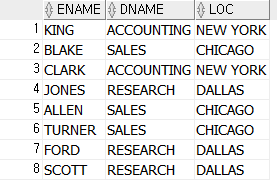 ENAME DNAME LOC
1 KING ACCOUNTING NEW YORK
2 BLAKE SALES CHICAGO
3 CLARK ACCOUNTING NEW YORK
4 JONES RESEARCH DALLAS
5 ALLEN SALES CHICAGO
6 TURNER SALES CHICAGO
7 FORD RESEARCH DALLAS
8 SCOTT RESEARCH DALLAS